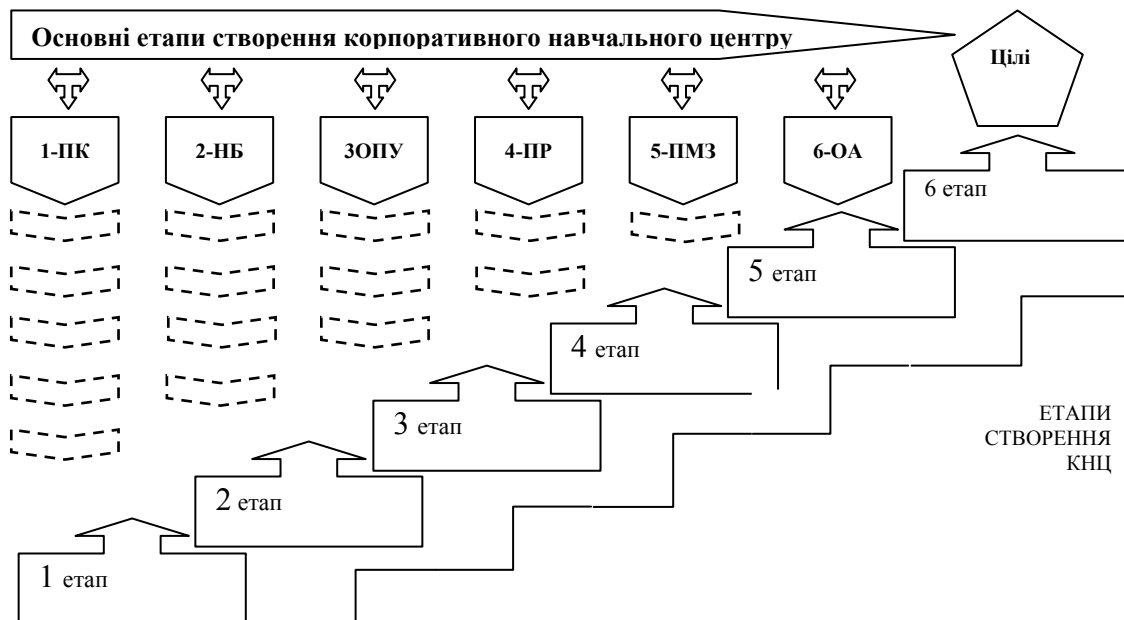 Основні етапи створення корпоративного навчального центру
Цілі
1-ПК
2-НБ
3ОПУ
4-ПР
5-ПМЗ
6-ОА
6 етап
5 етап
4 етап
3 етап
2 етап
1 етап
ЕТАПИ
СТВОРЕННЯ
КНЦ